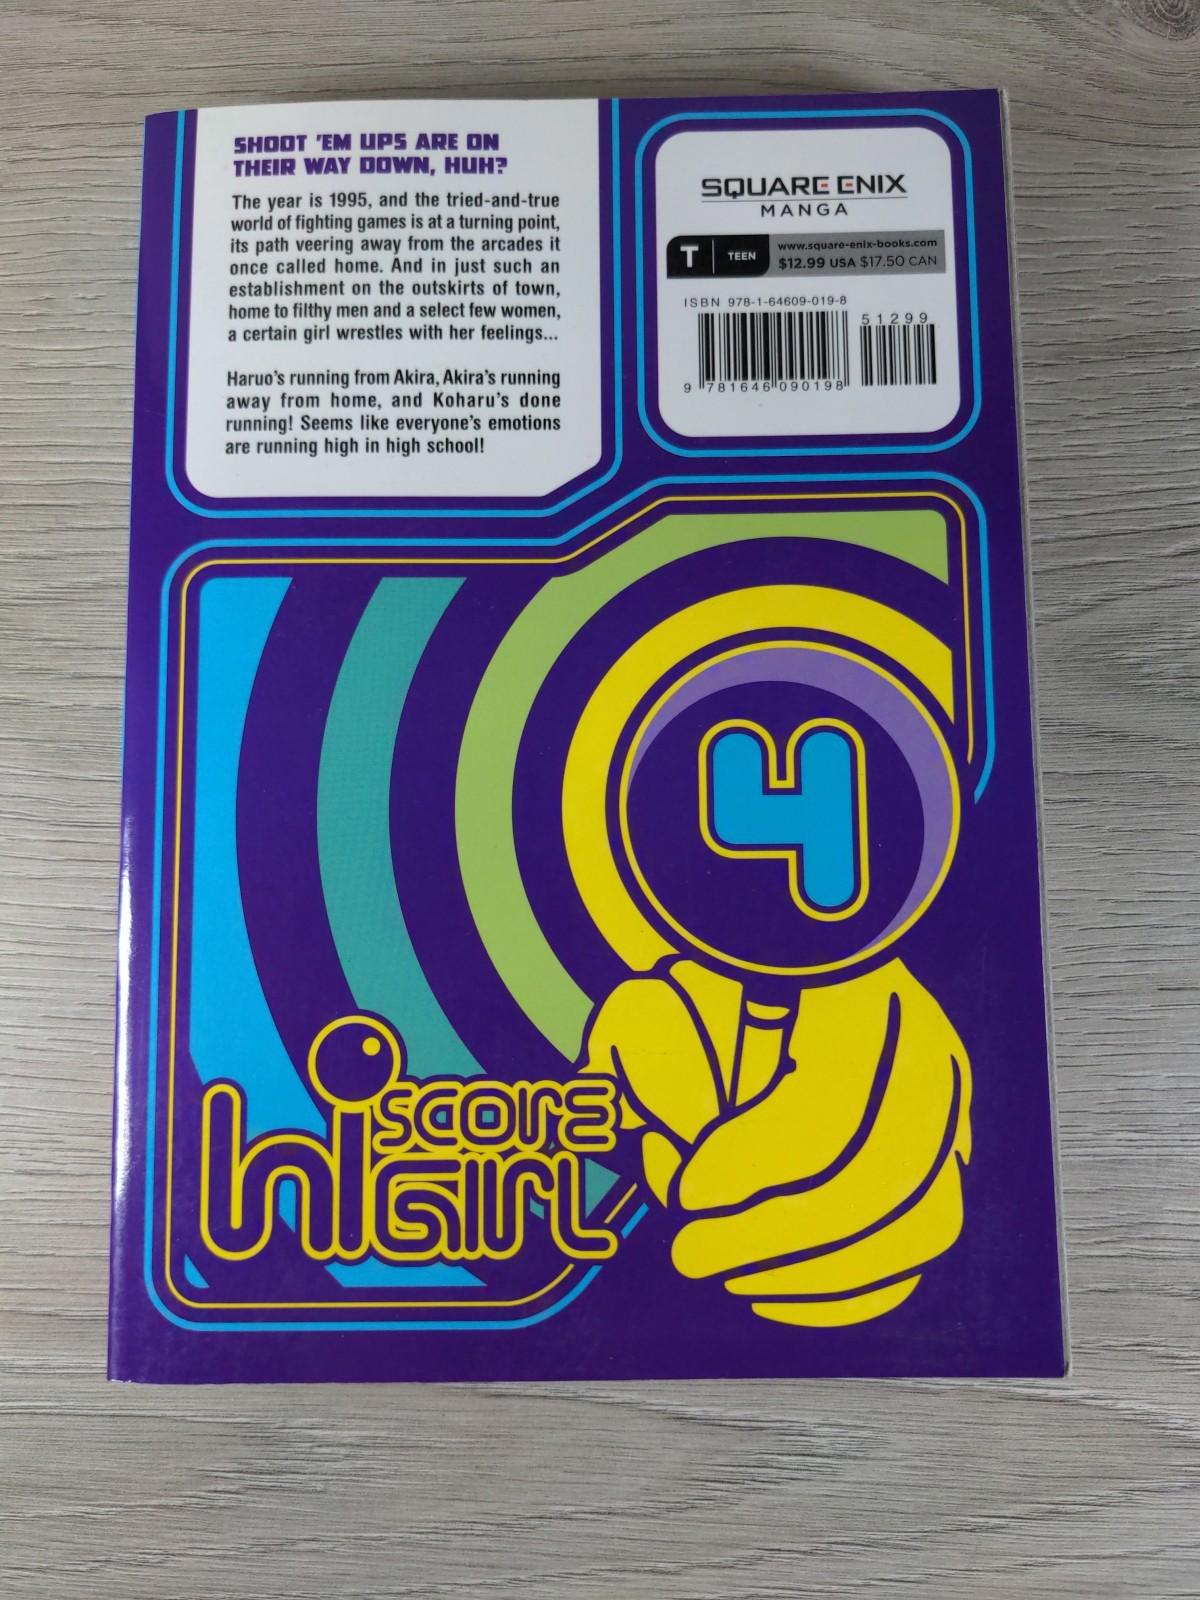 SHOOT 'EM UPS ARE ON
THEIR WAY DOWN, HUH?
The year is 1995, and the tried-and-true
world of fighting games is at a turning point,
its path veering away from the arcades it
once called home. And in just such an
establishment on the outskirts of town,
home to filthy men and a select few women,
a certain girl wrestles with her feelings...
Haruo's running from Akira, Akira's running
away from home, and Koharu's done
running! Seems like everyone's emotions
are running high in high school!
SQUARE ENIX
MANGA
T TEEN
www.square-enix-books.com
$12.99 USA $17.50 CAN
ISBN 978-1-64609-019-8
51299
9 781646 090198
4
hi SCORE
GIRL